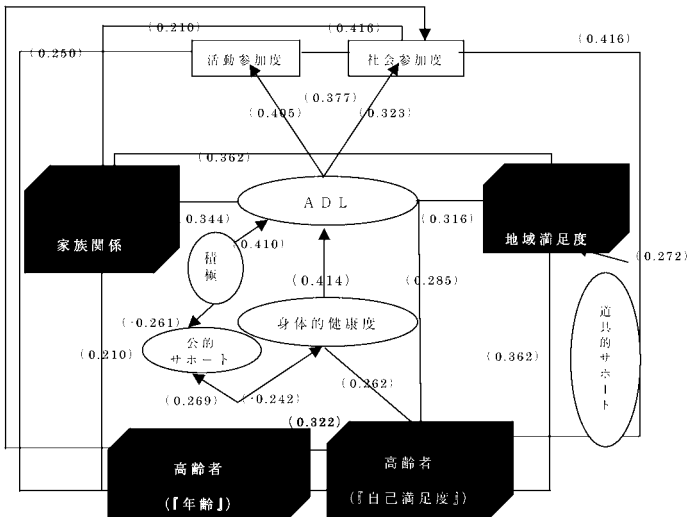 (0.210)
(0.416)
(0.416)
(0.250)
活動参加度
社会参加度
(0.377)
(0.405)
(0.323)
(0.362)
ADL
(0.344)
(0.316)
家族関係
地域満足度
(0.410)
(0.272)
積極
(0.414)
(0.285)
道具的サポート
(-0.261)
身体的健康度
公的
サポート
(0.210)
(0.362)
(0.262)
(0.269)
(-0.242)
(0.322)
高齢者
(『年齢』)
高齢者
(『自己満足度』)